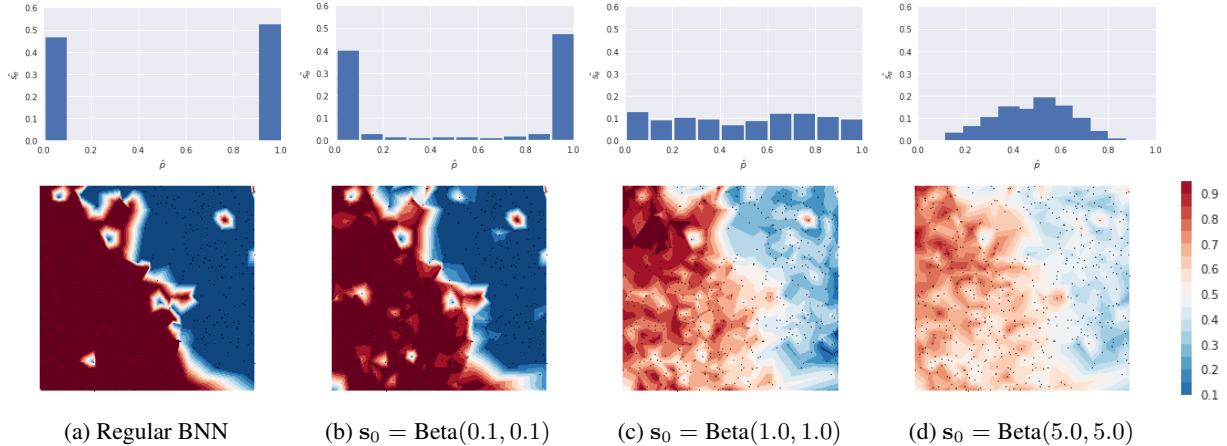 0.6 0.6 0.6 0.6
0.5 0.5 0.5 0.5
0.4 0.4 0.4 0.4
0.3 0.3 0.3 0.3
0.2 0.2 0.2 0.2
0.1 0.1 0.1 0.1
0.0 0.0 0.0 0.0
0.0 0.2 0.4 0.6 0.8 1.0 0.0 0.2 0.4 0.6 0.8 1.0 0.0 0.2 0.4 0.6 0.8 1.0 0.0 0.2 0.4 0.6 0.8 1.0
p̂ p̂ p̂ p̂
0.9
0.8
0.7
0.6
0.5
0.4
0.3
0.2
0.1
(a) Regular BNN (b) s₀ = Beta(0.1, 0.1) (c) s₀ = Beta(1.0, 1.0) (d) s₀ = Beta(5.0, 5.0)